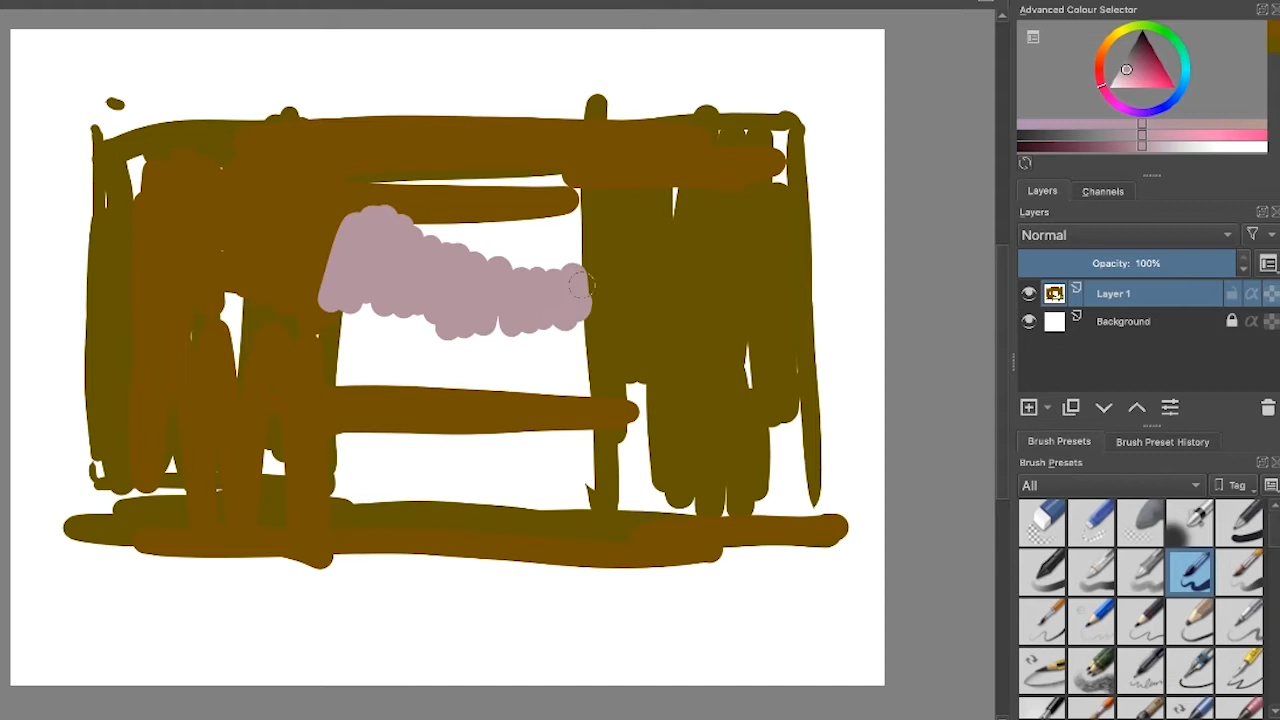 Advanced Colour Selector
Layers
Channels
Layers
Normal
Opacity: 100%
Layer 1
Background
Brush Presets
Brush Preset History
Brush Presets
All
Tag